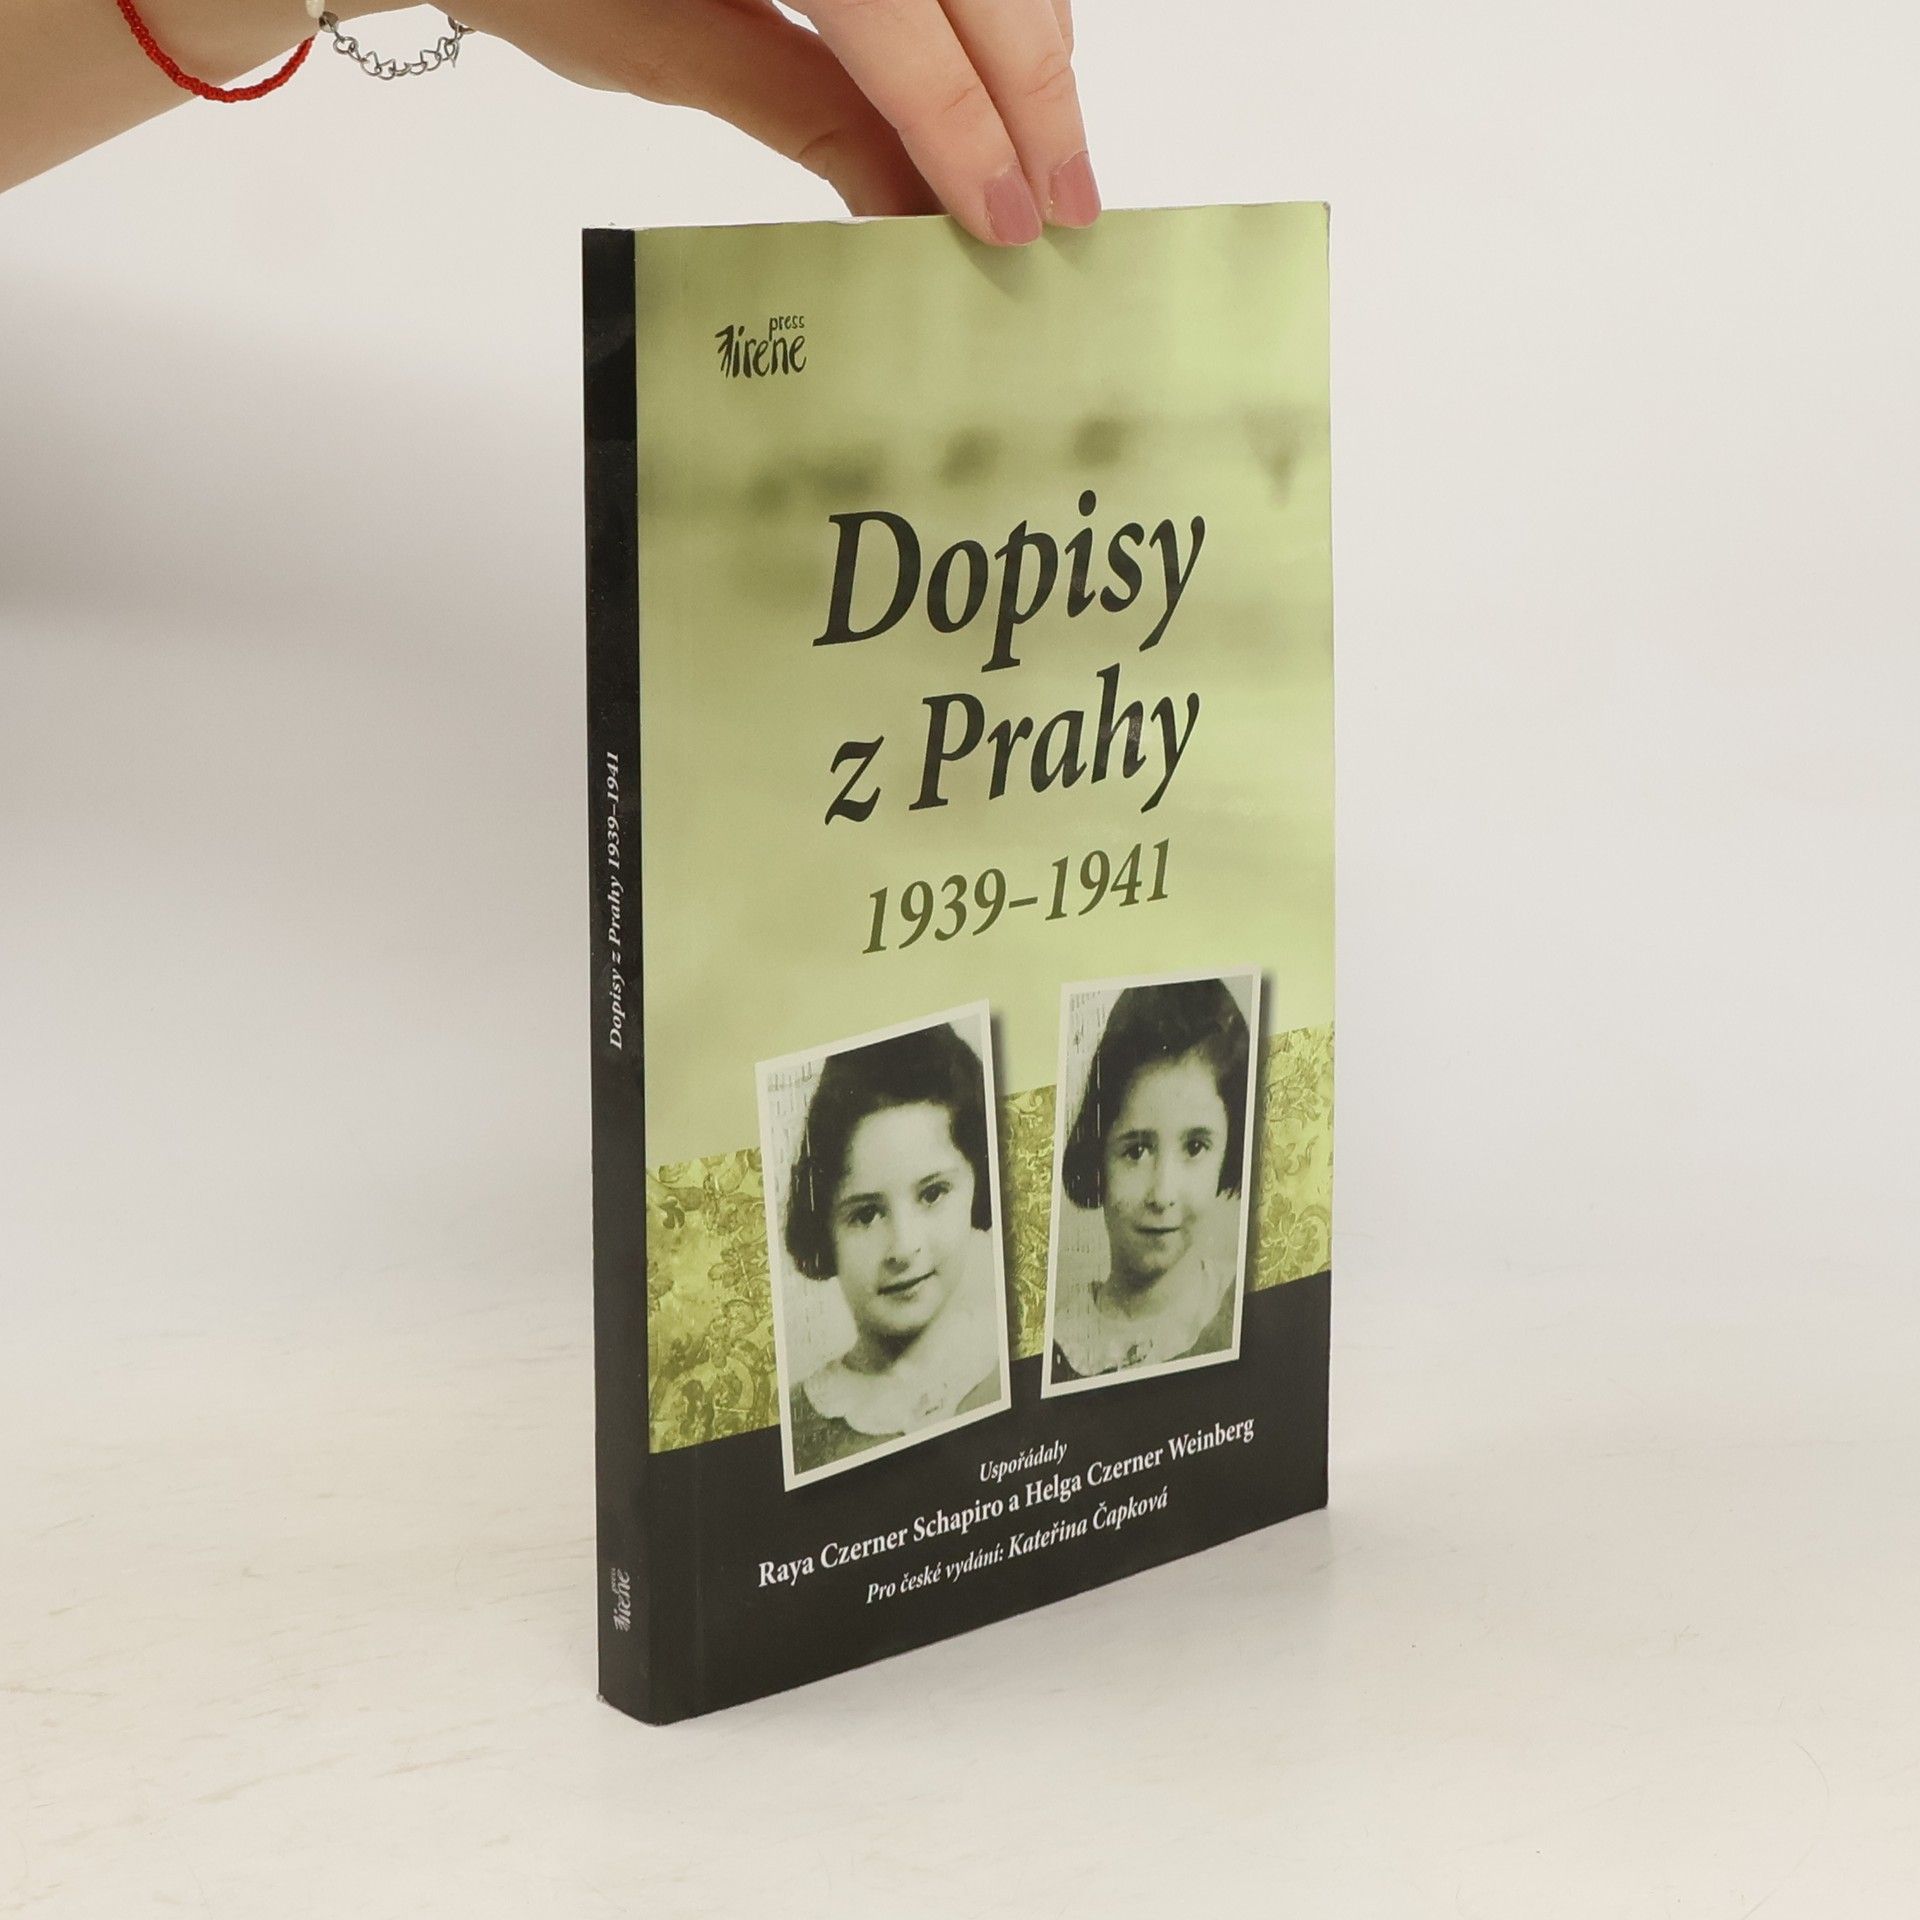 press
irene
Dopisy
z Prahy
1939–1941
Uspořádaly
Raya Czerner Schapiro a Helga Czerner Weinberg
Pro české vydání: Kateřina Čapková
Dopisy z Prahy 1939–1941
press
irene